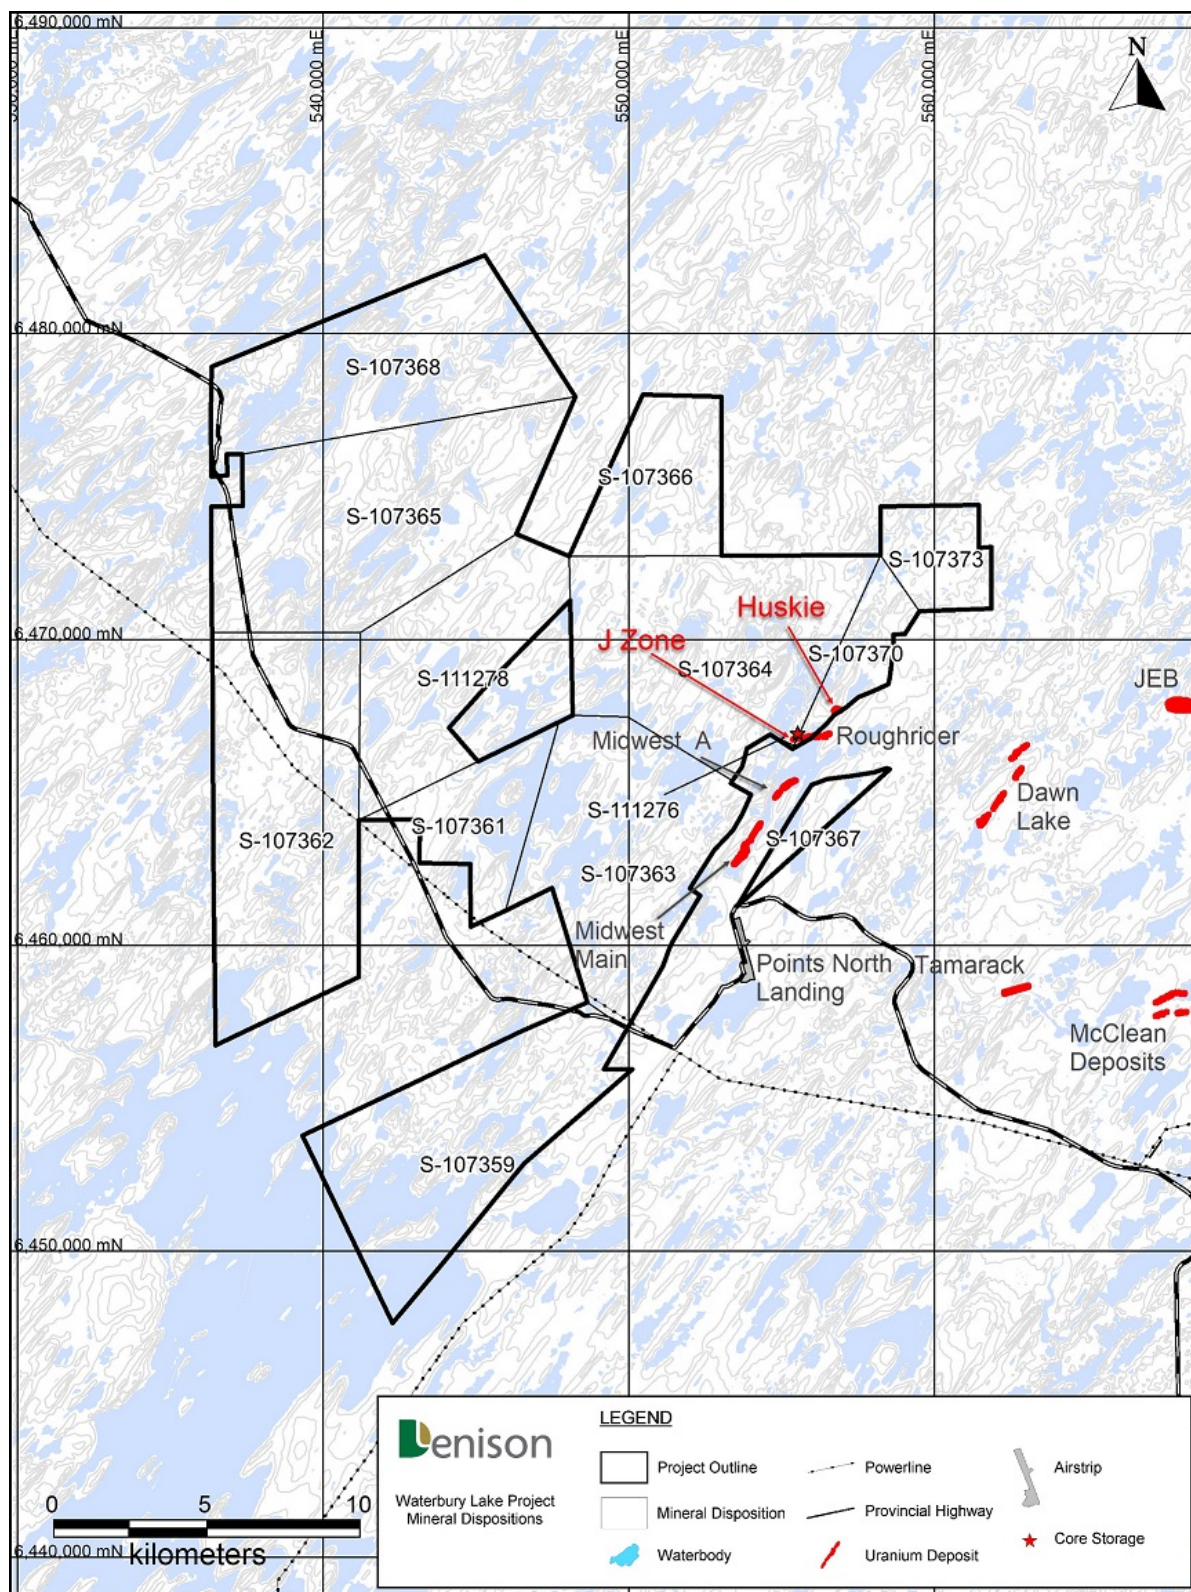 6,490,000 mN
540,000 mE
550,000 mE
560,000 mE
N
6,480,000 mN
S-107368
S-107366
S-107365
S-107373
Huskie
6,470,000 mN
J Zone
S-107370
S-107364
S-111278
JEB
Midwest A
Roughrider
Dawn
Lake
S-111276
S-107361
S-107362
S-107367
S-107363
Midwest
Main
6,460,000 mN
Points North
Landing
Tamarack
McClean
Deposits
S-107359
6,450,000 mN
Denison
Waterbury Lake Project
Mineral Dispositions
LEGEND
Project Outline
Powerline
Airstrip
Mineral Disposition
Provincial Highway
Waterbody
Uranium Deposit
Core Storage
0 5 10
kilometers
6,440,000 mN